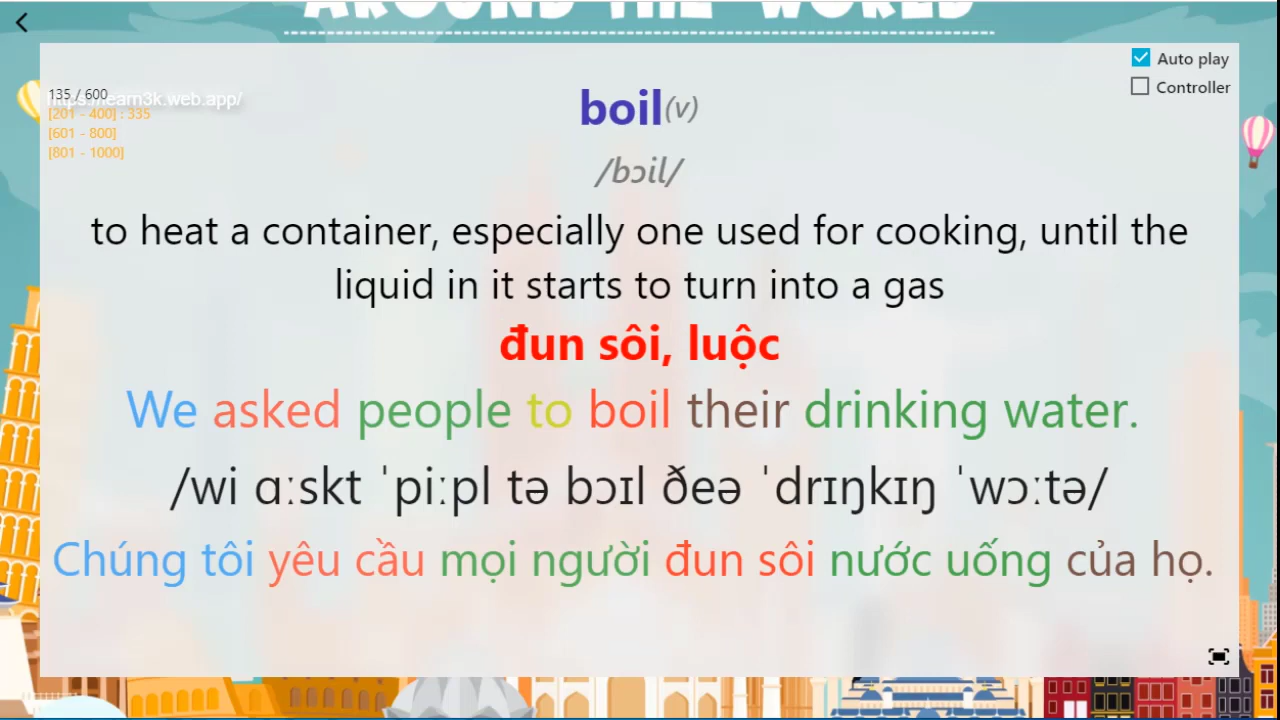 AROUND THE WORLD
Auto play
Controller
135 / 600
https://learn3k.web.app/
[201 - 400] : 335
[601 - 800]
[801 - 1000]
boil(v)
/bɔil/
to heat a container, especially one used for cooking, until the
liquid in it starts to turn into a gas
đun sôi, luộc
We asked people to boil their drinking water.
/wi ɑːskt ˈpiːpl tə bɔɪl ðeə ˈdrɪŋkɪŋ ˈwɔːtə/
Chúng tôi yêu cầu mọi người đun sôi nước uống của họ.